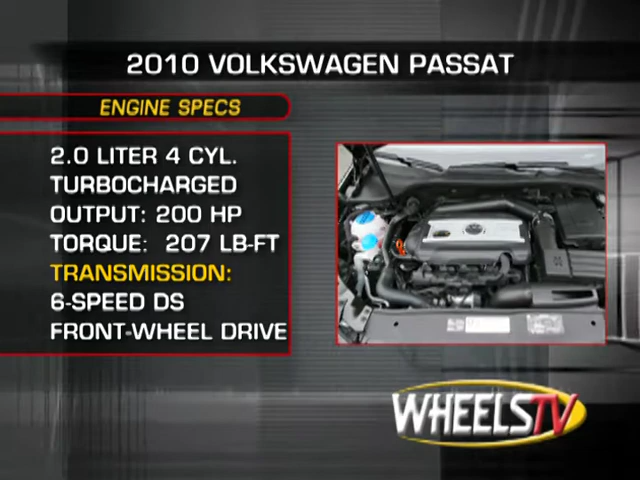 2010 VOLKSWAGEN PASSAT
ENGINE SPECS
2.0 LITER 4 CYL.
TURBOCHARGED
OUTPUT: 200 HP
TORQUE: 207 LB-FT
TRANSMISSION:
6-SPEED DS
FRONT-WHEEL DRIVE
WHEELSTV